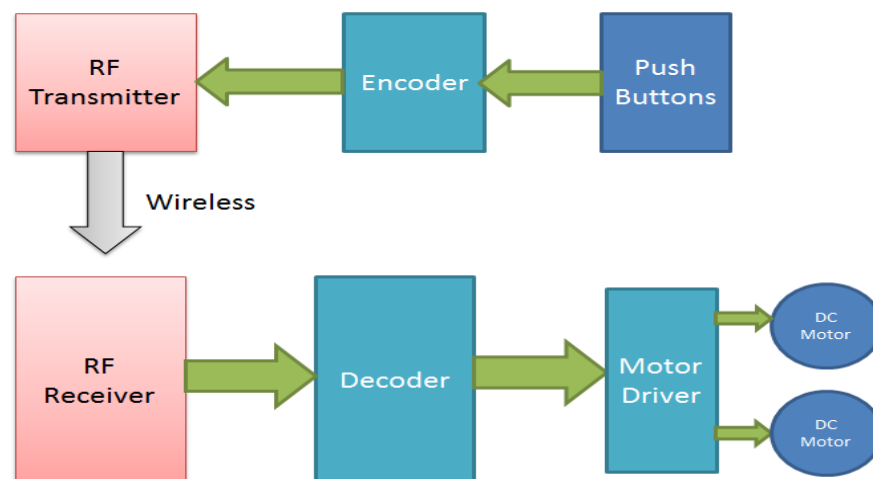 RF
Transmitter
Encoder
Push
Buttons
Wireless
RF
Receiver
Decoder
Motor
Driver
DC
Motor
DC
Motor